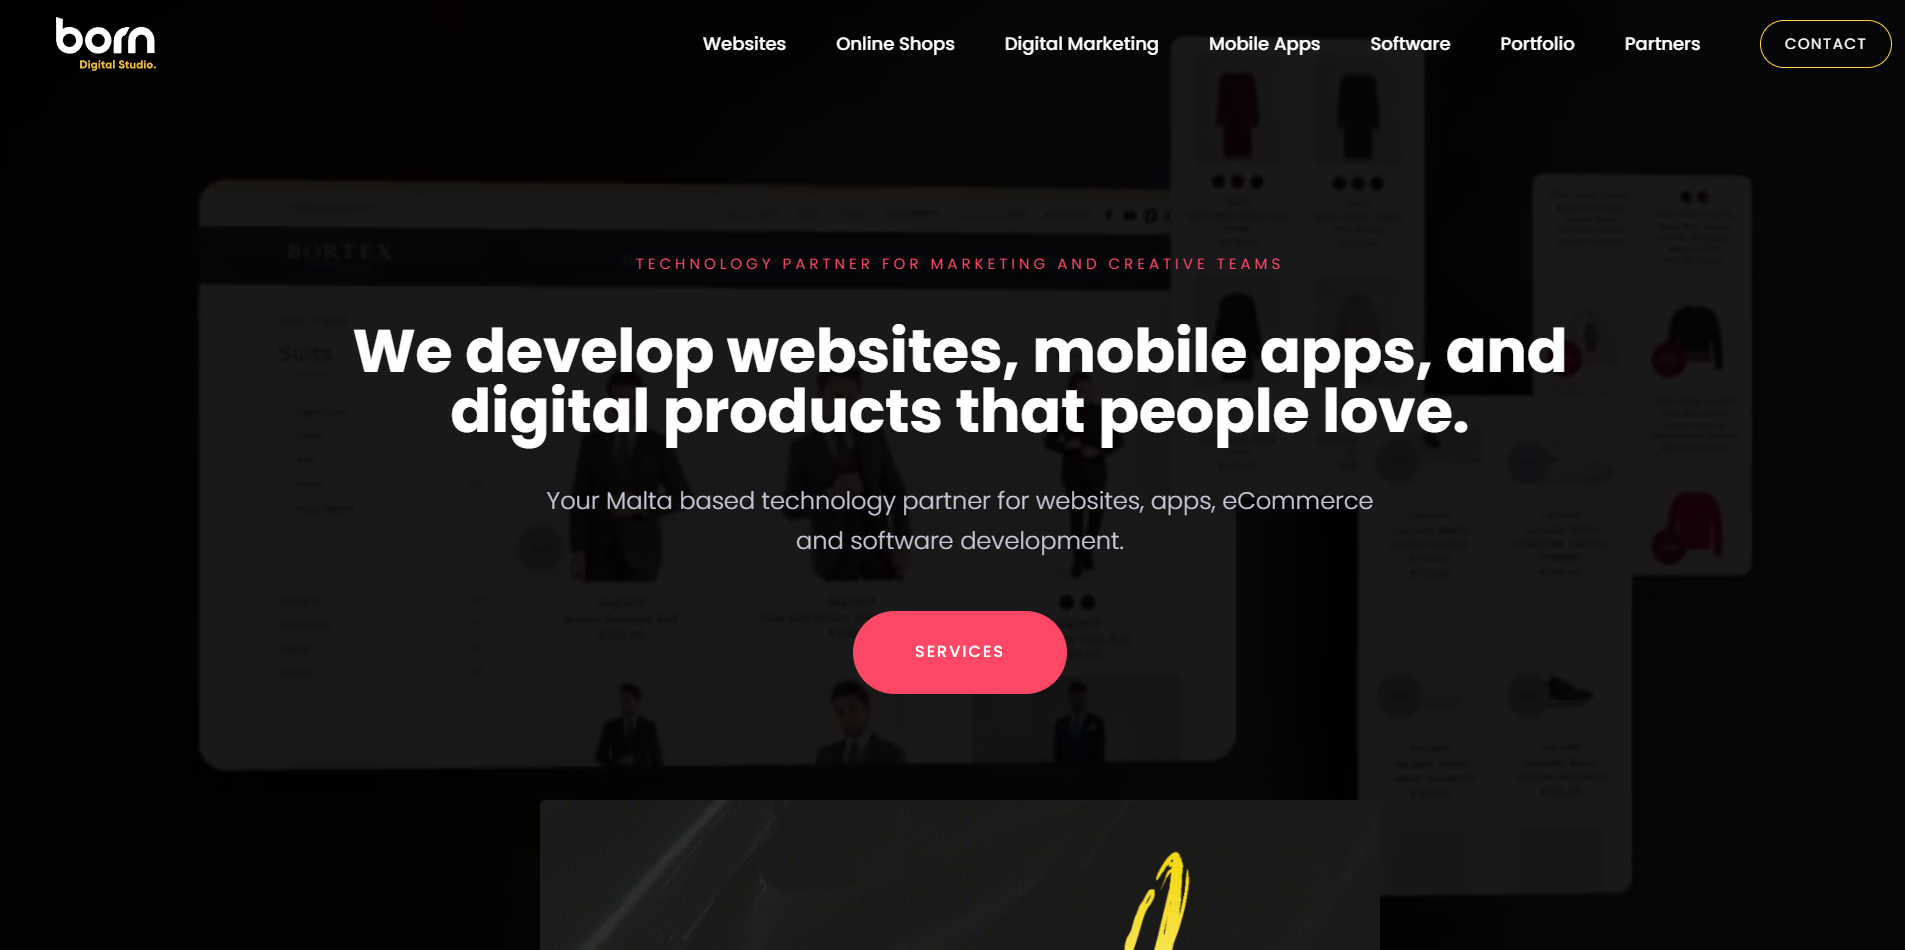 born
Digital Studio.
Websites
Online Shops
Digital Marketing
Mobile Apps
Software
Portfolio
Partners
CONTACT
BORTEX
TECHNOLOGY PARTNER FOR MARKETING AND CREATIVE TEAMS
Suits
We develop websites, mobile apps, and
digital products that people love.
Your Malta based technology partner for websites, apps, eCommerce
and software development.
SERVICES